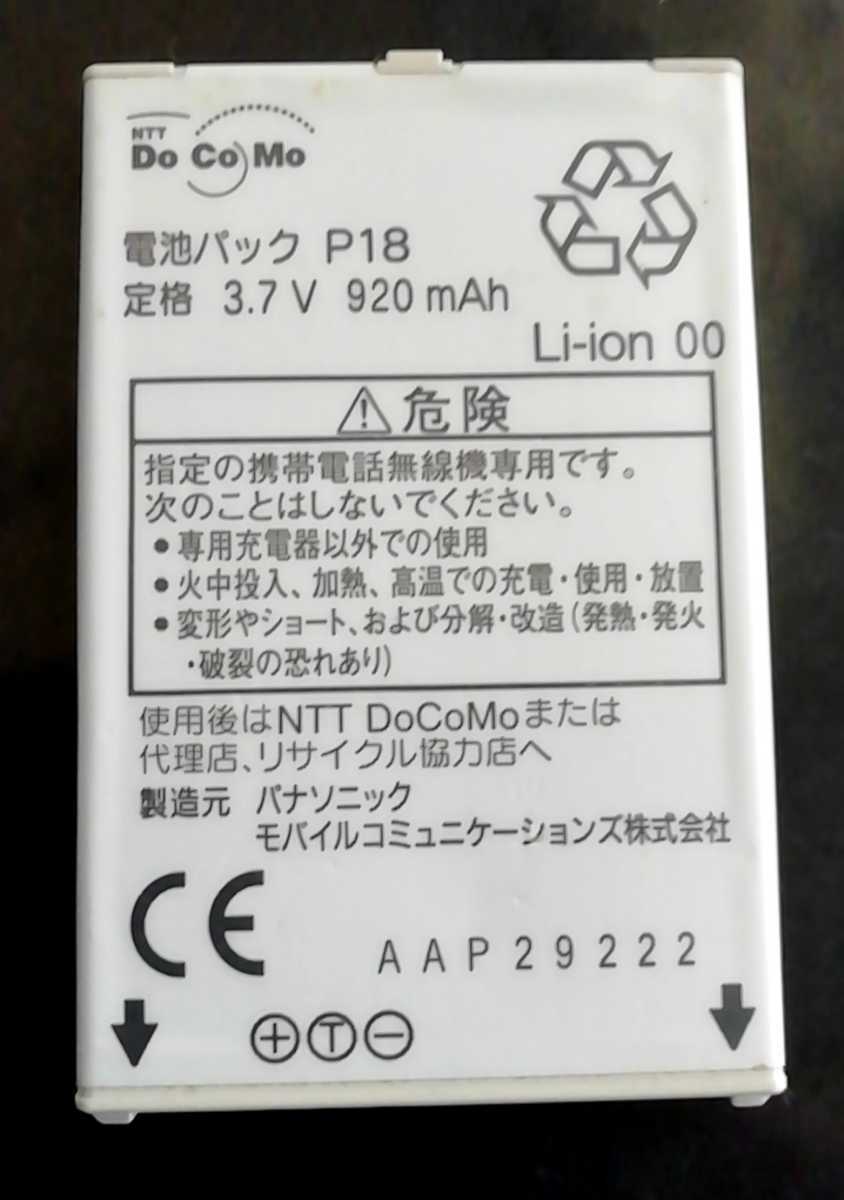 NTT
DoCoMo
電池パック P18
定格 3.7 V 920 mAh
Li-ion 00
⚠危険
指定の携帯電話無線機専用です。
次のことはしないでください。
●専用充電器以外での使用
●火中投入、加熱、高温での充電・使用・放置
●変形やショート、および分解・改造(発熱・発火
・破裂の恐れあり)
使用後はNTT DoCoMoまたは
代理店、リサイクル協力店へ
製造元 パナソニック
モバイルコミュニケーションズ株式会社
CE
AAP29222
⊕ Ⓣ ⊖